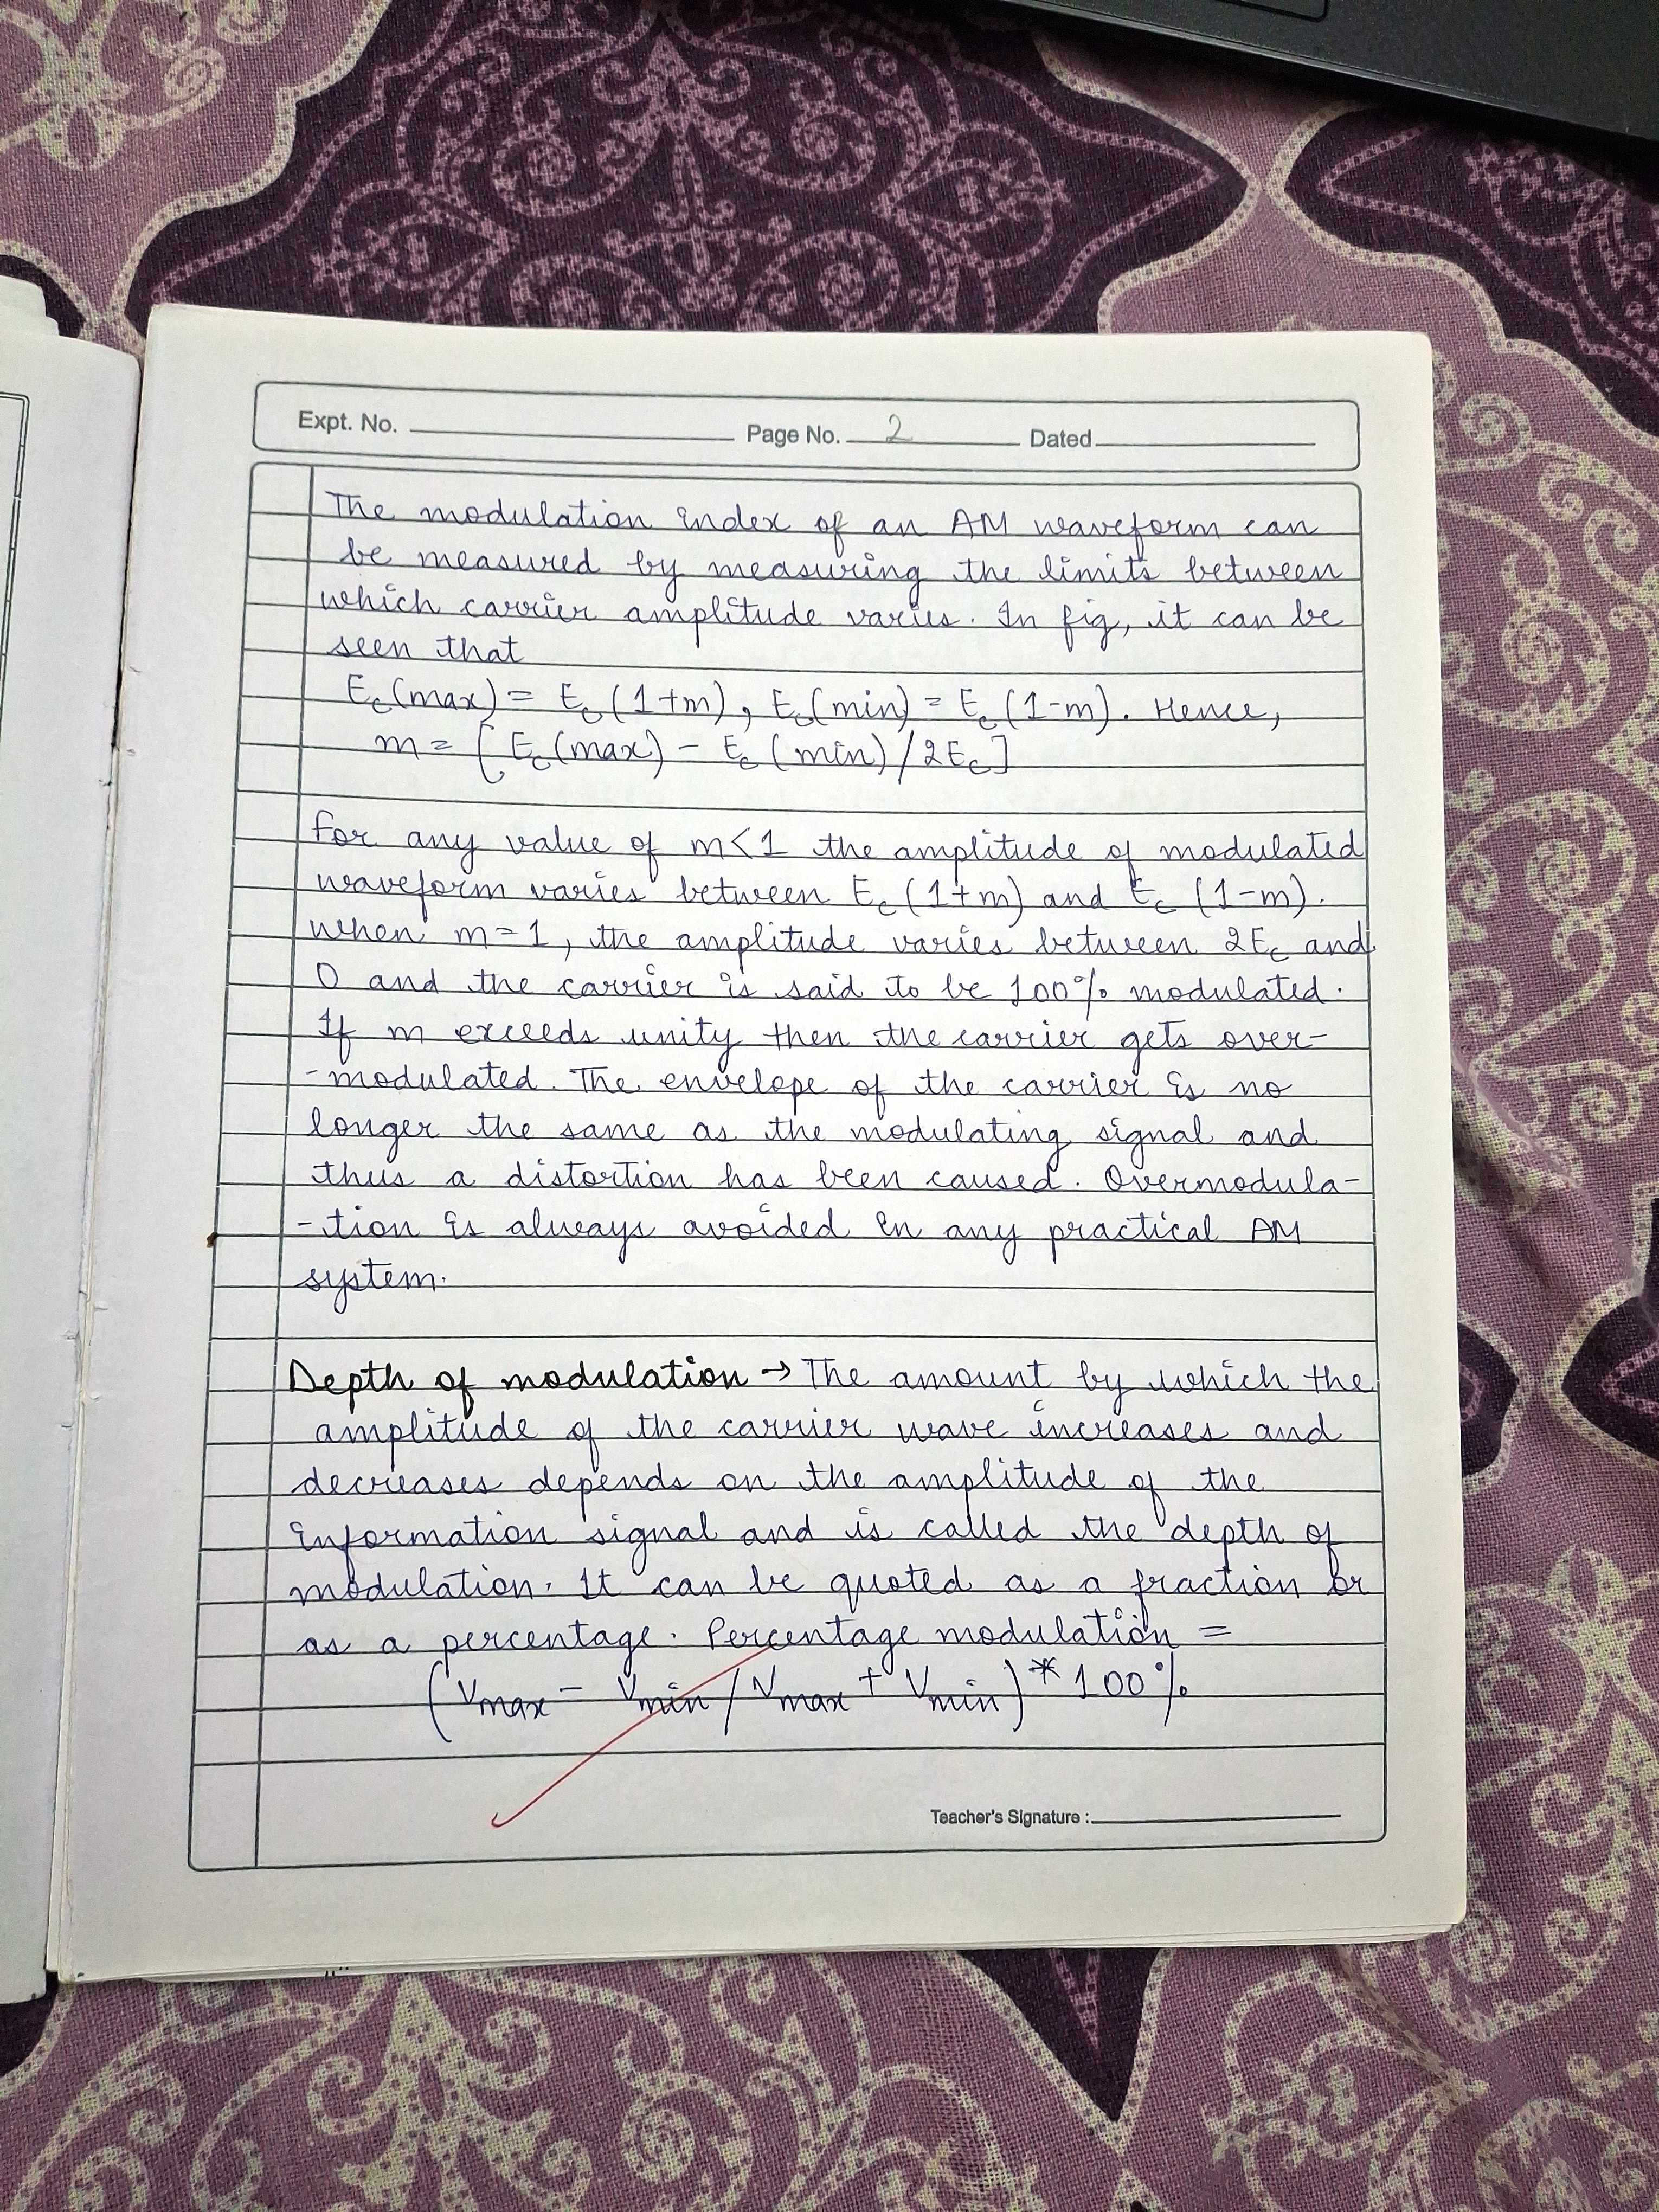 Expt. No. Page No. 2 Dated
The modulation index of an AM waveform can
be measured by measuring the limits between
which carrier amplitude varies. In fig, it can be
seen that
Ec(max) = Ec (1+m), Ec(min) = Ec (1-m). Hence,
m = [Ec(max) - Ec (min)/2Ec]
For any value of m<1 the amplitude of modulated
waveform varies between Ec (1+m) and Ec (1-m).
when m=1, the amplitude varies between 2Ec and
0 and the carrier is said to be 100% modulated.
If m exceeds unity then the carrier gets over-
-modulated. The envelope of the carrier is no
longer the same as the modulating signal and
thus a distortion has been caused. Overmodula-
-tion is always avoided in any practical AM
system.
Depth of modulation → The amount by which the
amplitude of the carrier wave increases and
decreases depends on the amplitude of the
information signal and is called the depth of
modulation. It can be quoted as a fraction or
as a percentage. Percentage modulation =
(Vmax - Vmin / Vmax + Vmin) * 100%
Teacher's Signature :